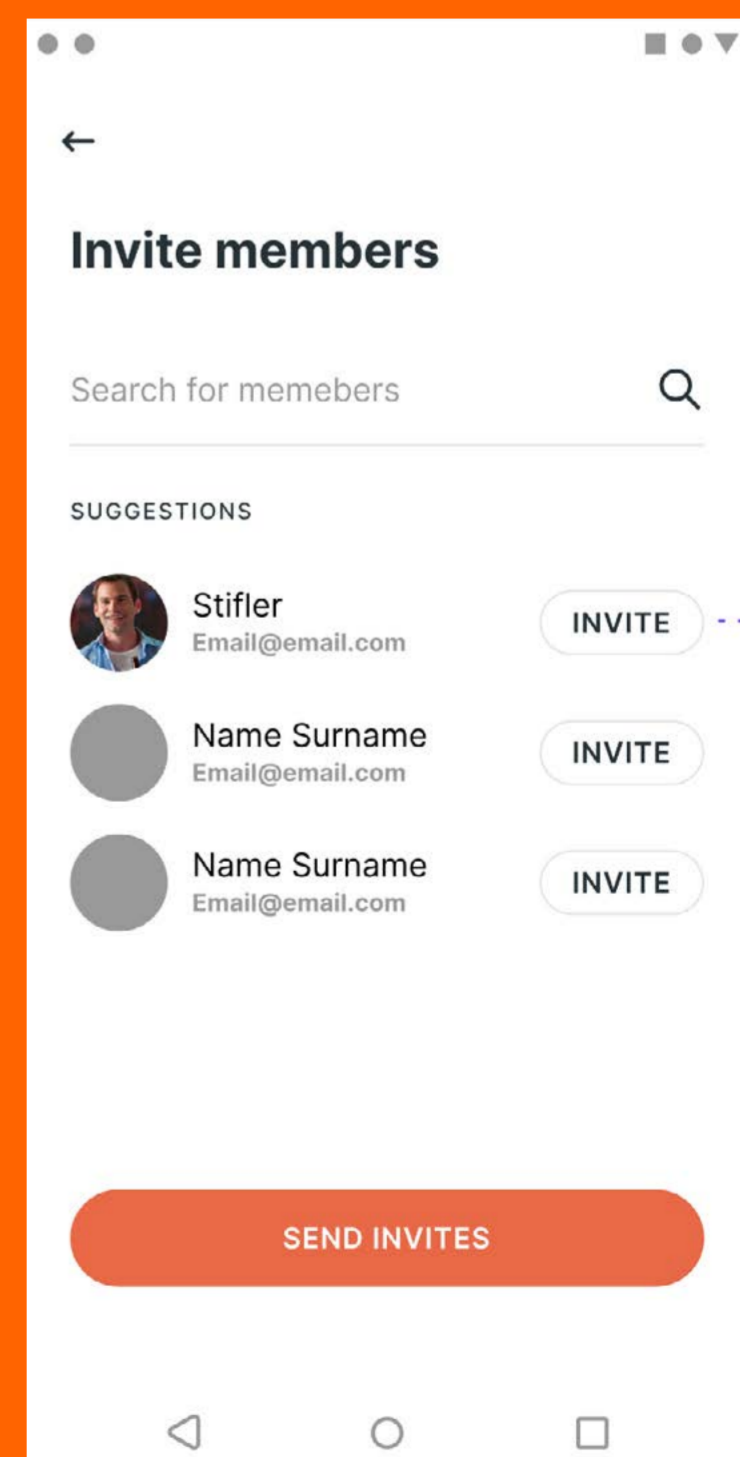 Invite members
Search for memebers
SUGGESTIONS
Stifler
Email@email.com
INVITE
Name Surname
Email@email.com
INVITE
Name Surname
Email@email.com
INVITE
SEND INVITES